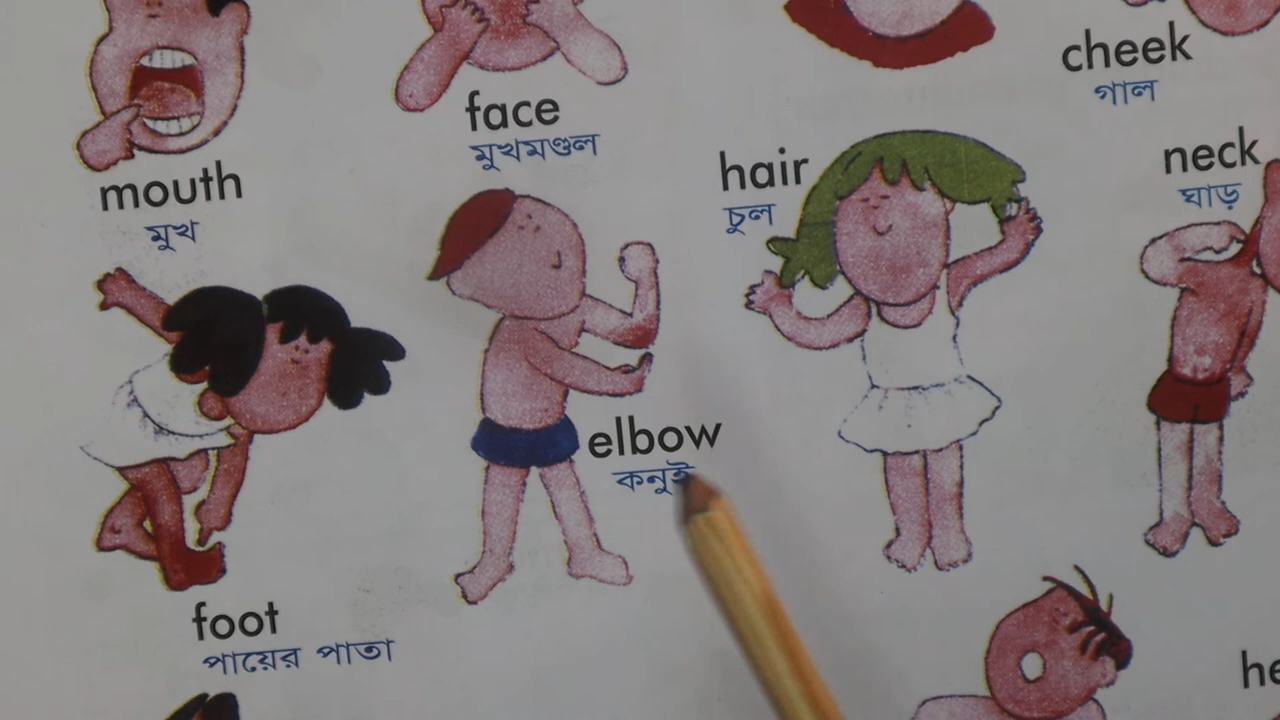 cheek
গাল
face
মুখমণ্ডল
mouth
মুখ
hair
চুল
neck
ঘাড়
elbow
কনুই
foot
পায়ের পাতা